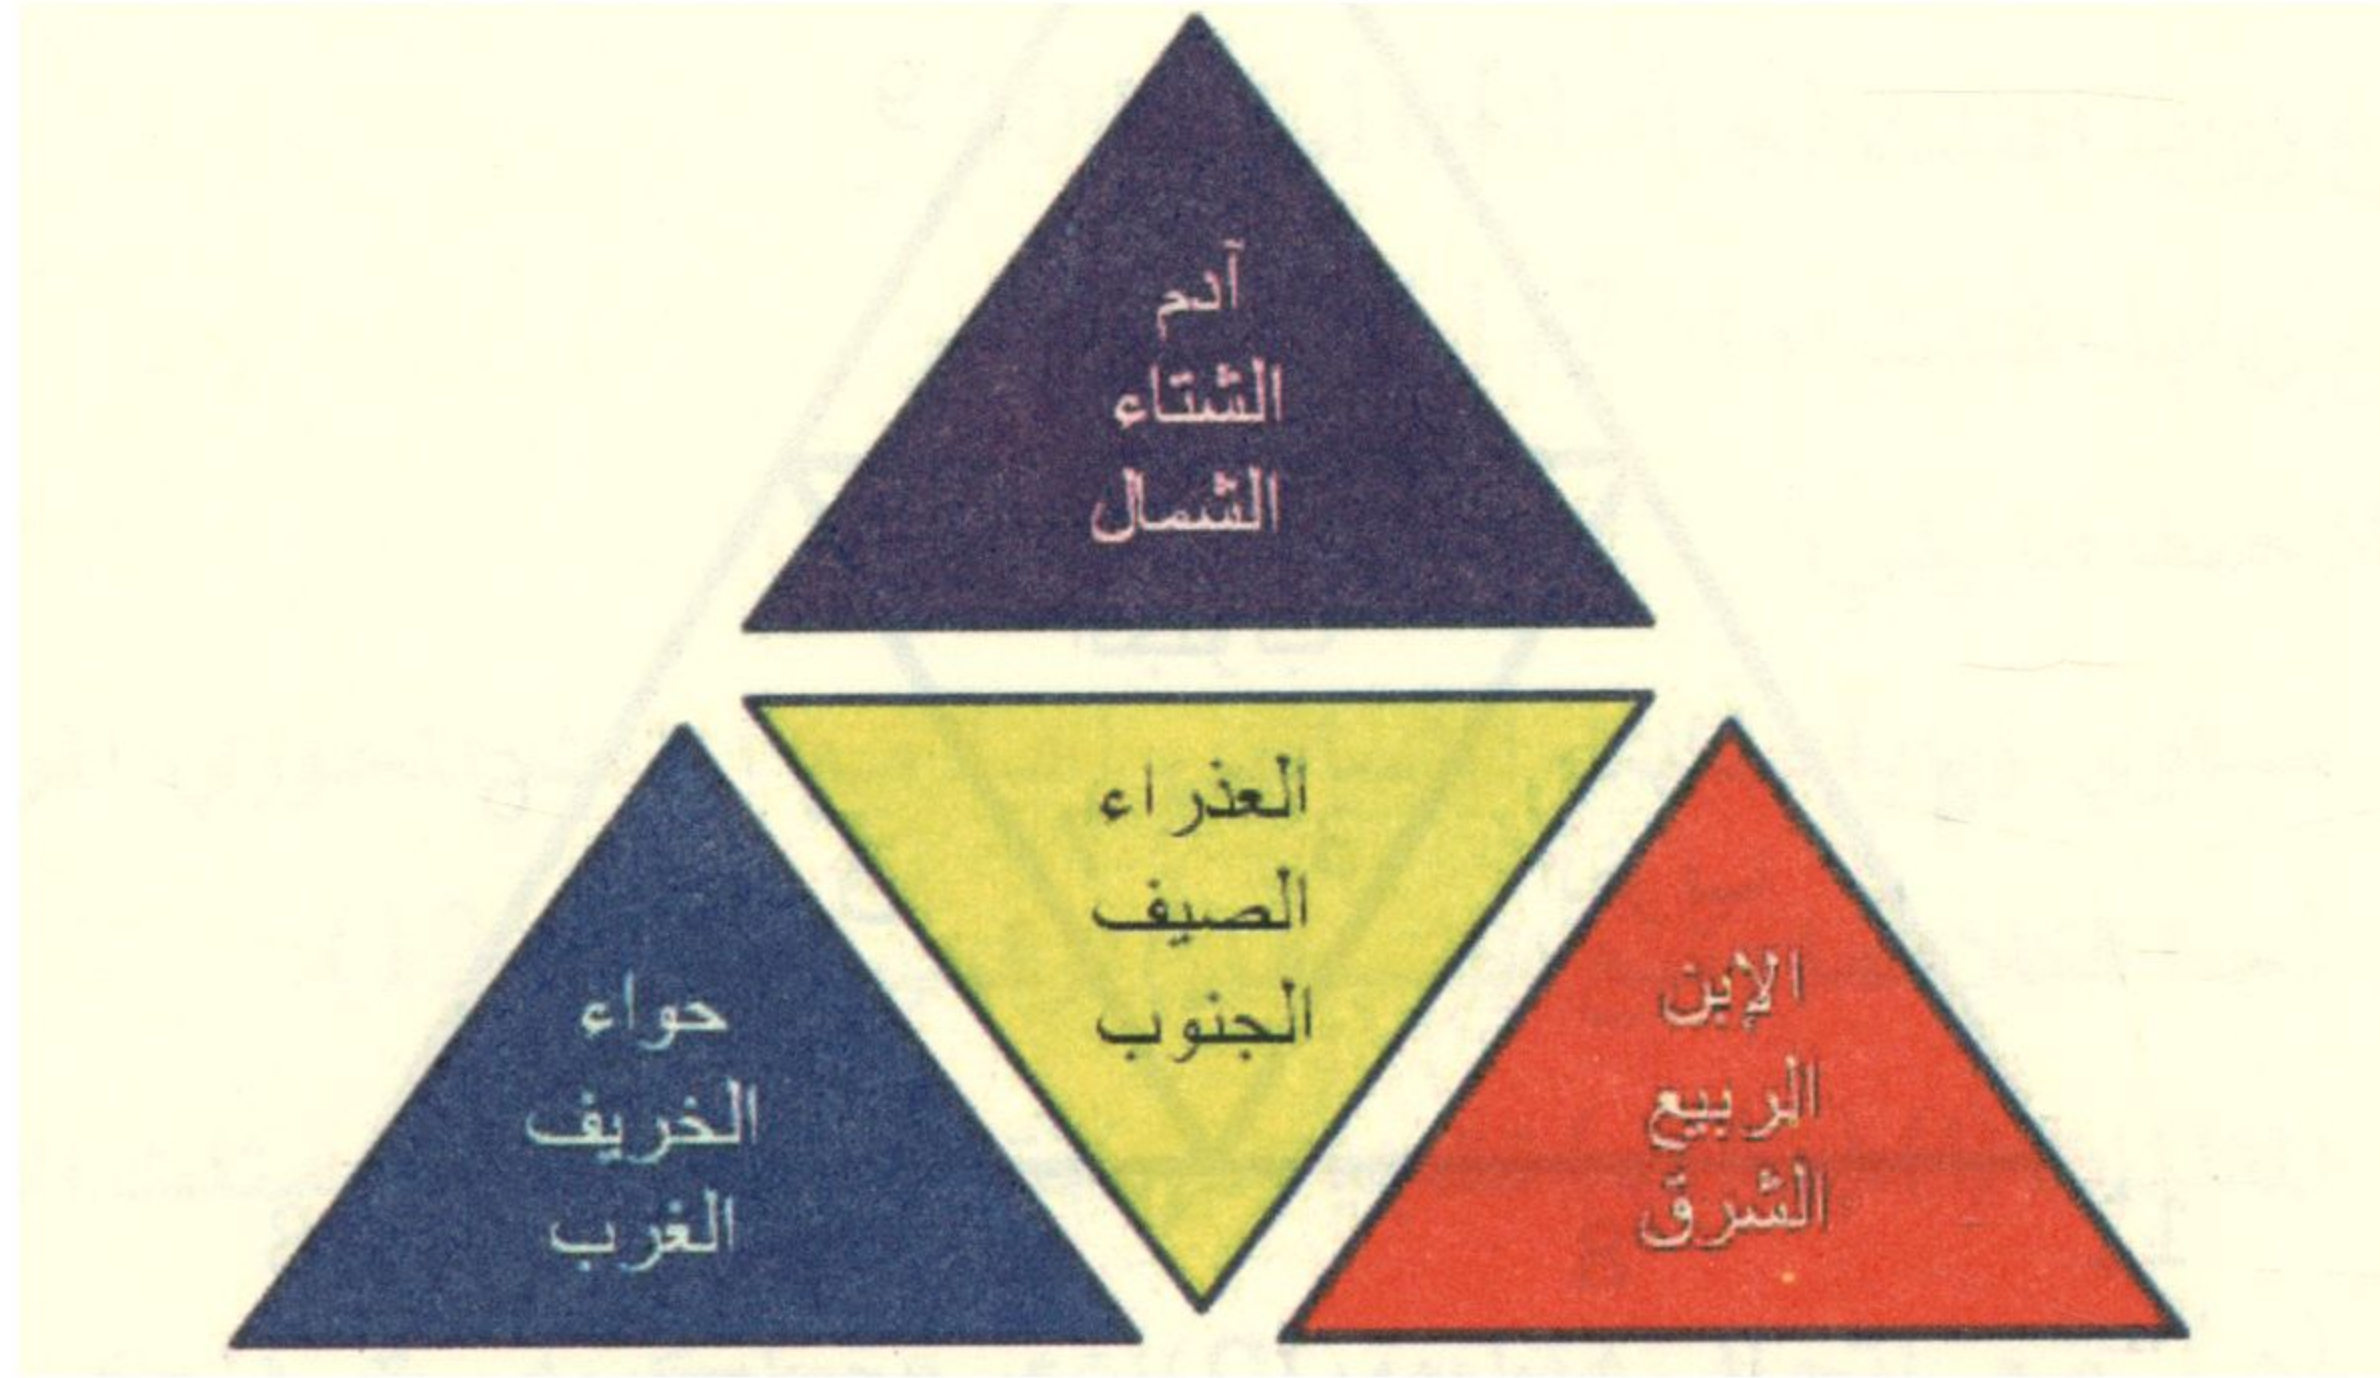 آدم
الشتاء
الشمال
العذراء
الصيف
الجنوب
الإبن
الربيع
الشرق
حواء
الخريف
الغرب